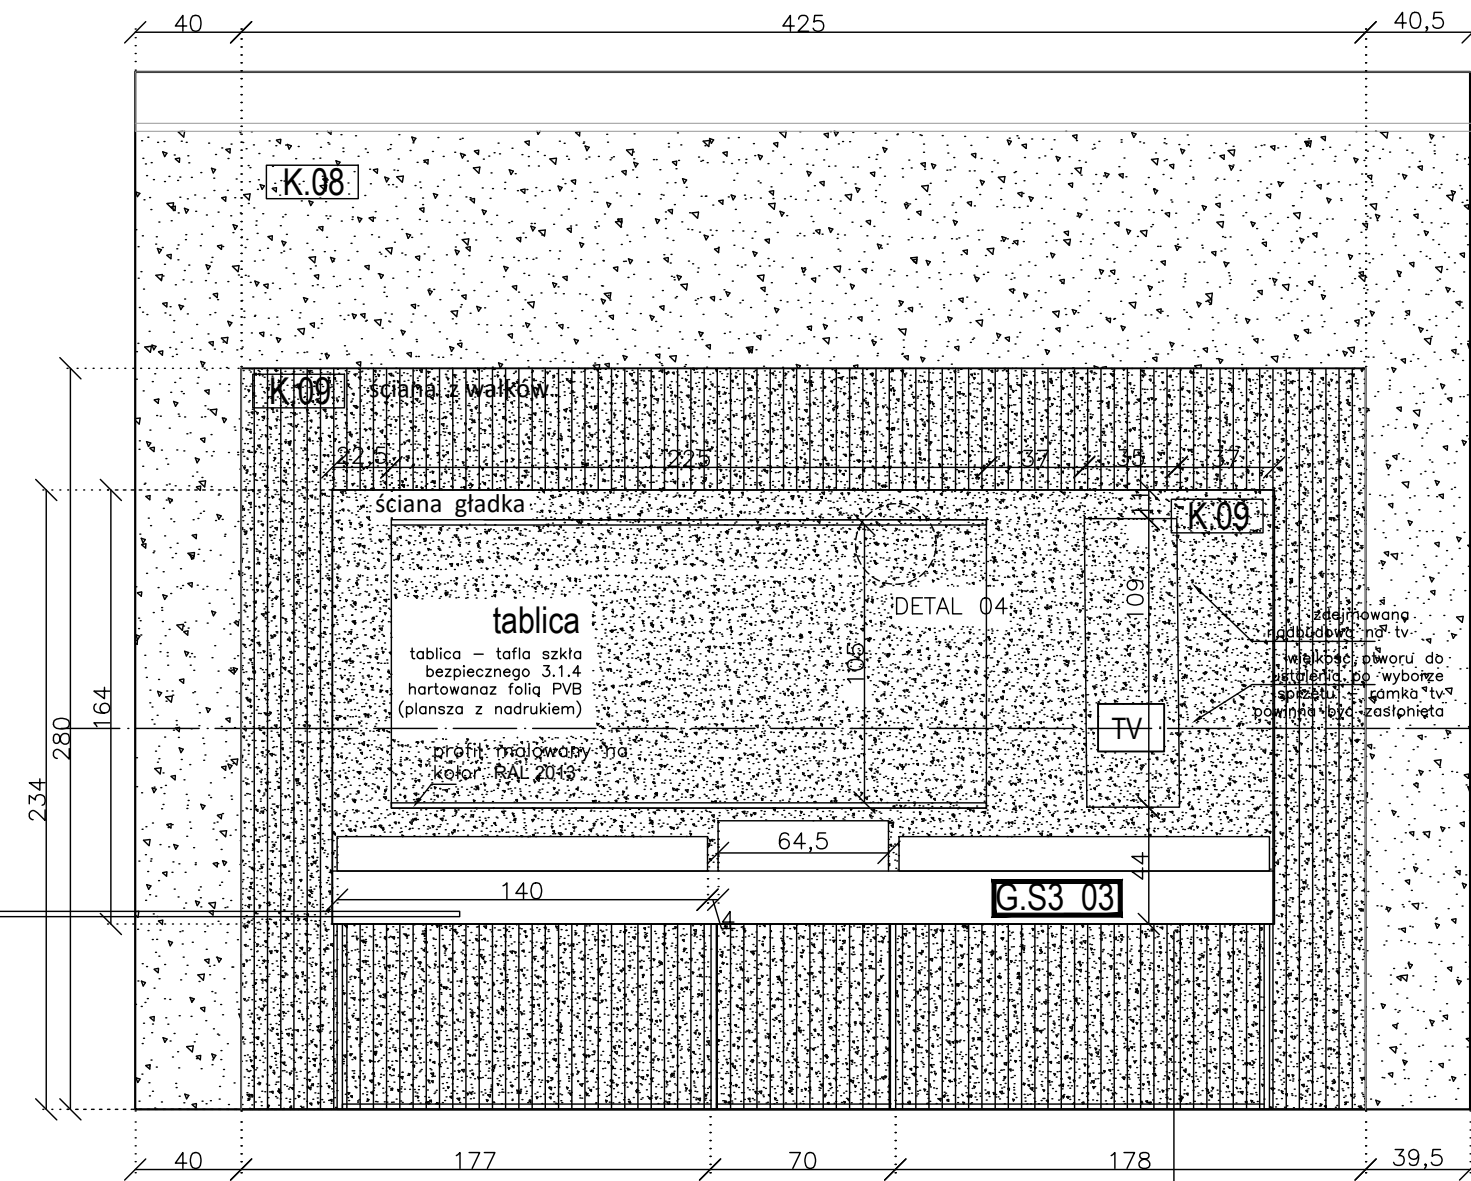 40
425
40,5
K.08
K.09
ściana z wałków
22,5
225
37
35
37
ściana gładka
K.09
tablica
tablica – tafla szkła
bezpiecznego 3.1.4
hartowanaz folią PVB
(plansza z nadrukiem)
profil malowany na
kolor RAL 2013
DETAL 04
105
109
zdejmowana
nadbudowa na tv
wielkość otworu do
ustalenia po wyborze
sprzętu – ramka tv
powinna być zasłonięta
TV
164
280
234
64,5
44
140
4
G.S3 03
40
177
70
178
39,5